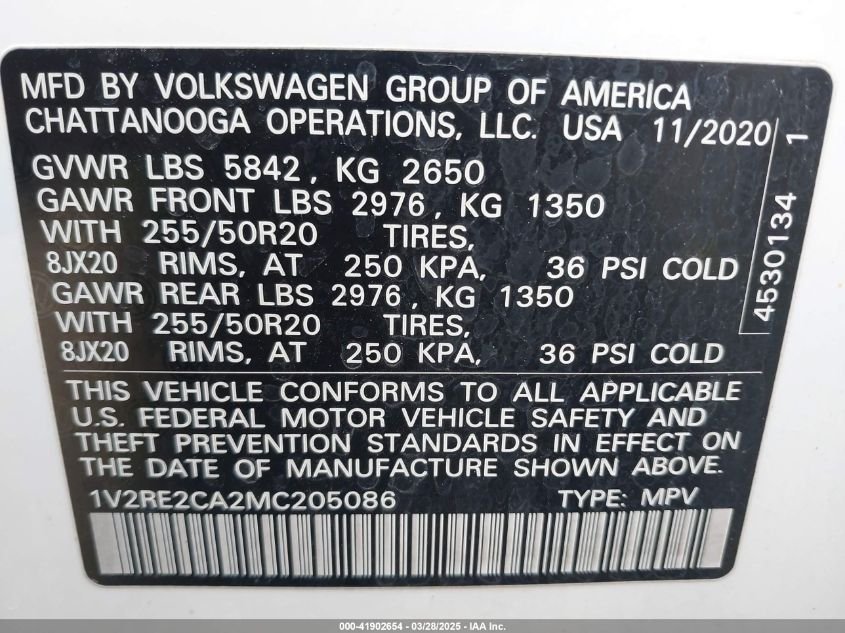 MFD BY VOLKSWAGEN GROUP OF AMERICA
CHATTANOOGA OPERATIONS, LLC. USA 11/2020
GVWR LBS 5842, KG 2650
GAWR FRONT LBS 2976, KG 1350
WITH 255/50R20 TIRES,
8JX20 RIMS, AT 250 KPA, 36 PSI COLD
GAWR REAR LBS 2976, KG 1350
WITH 255/50R20 TIRES,
8JX20 RIMS, AT 250 KPA, 36 PSI COLD
4530134 1
THIS VEHICLE CONFORMS TO ALL APPLICABLE
U.S. FEDERAL MOTOR VEHICLE SAFETY AND
THEFT PREVENTION STANDARDS IN EFFECT ON
THE DATE OF MANUFACTURE SHOWN ABOVE.
1V2RE2CA2MC205086 TYPE: MPV
000-41902654 - 03/28/2025 - IAA Inc.